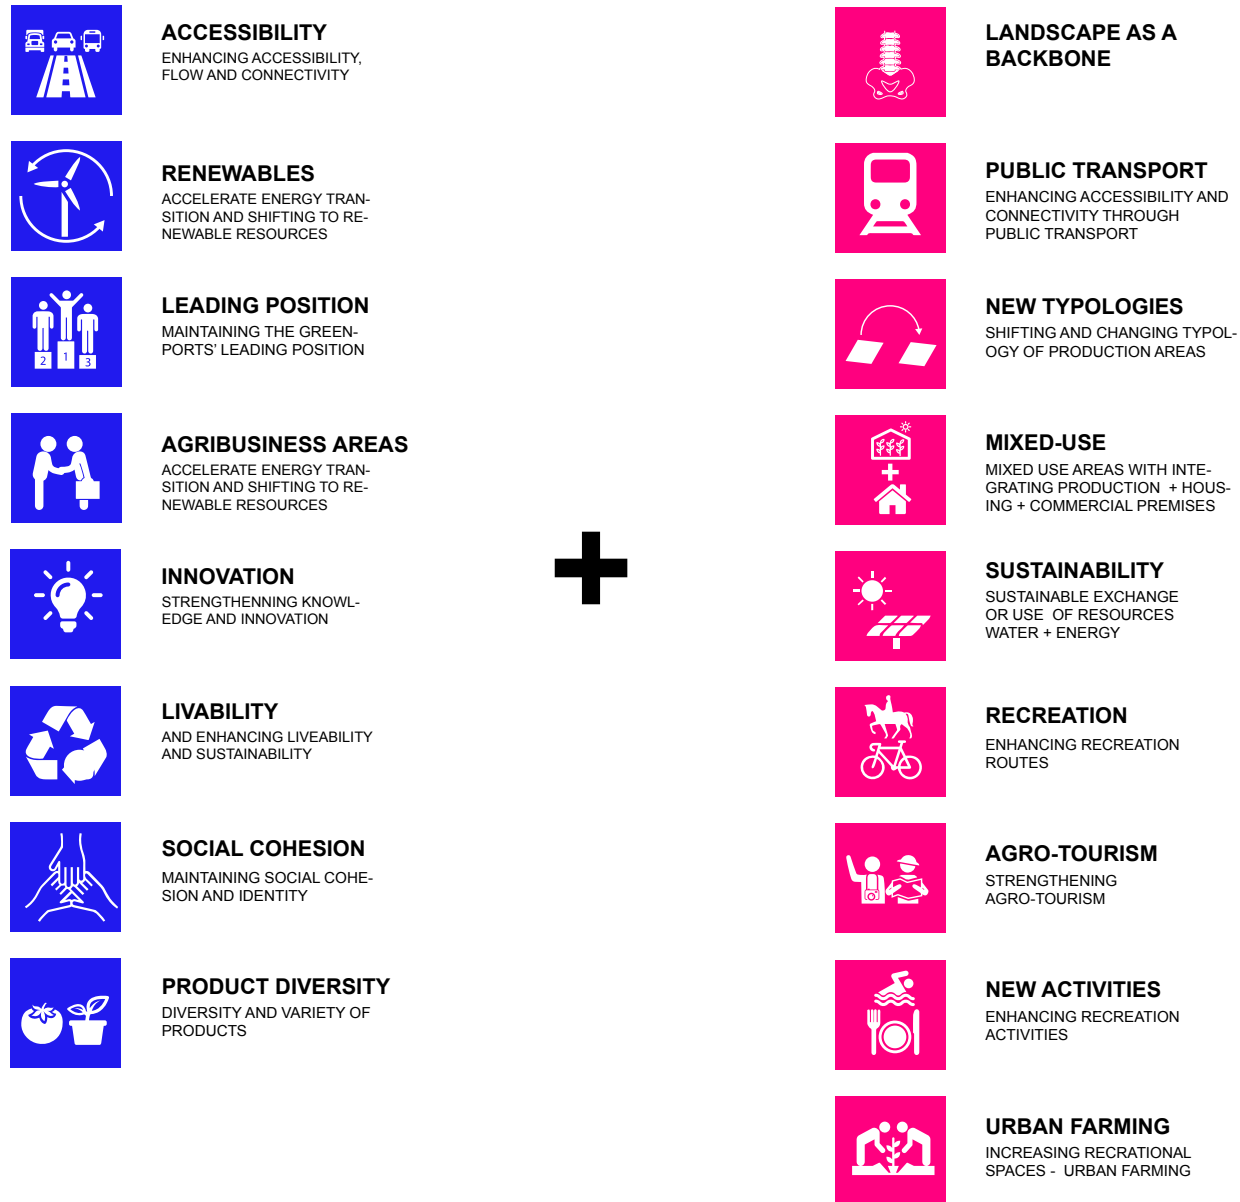 ACCESSIBILITY
ENHANCING ACCESSIBILITY,
FLOW AND CONNECTIVITY
RENEWABLES
ACCELERATE ENERGY TRAN-
SITION AND SHIFTING TO RE-
NEWABLE RESOURCES
2
1
3
LEADING POSITION
MAINTAINING THE GREEN-
PORTS' LEADING POSITION
AGRIBUSINESS AREAS
ACCELERATE ENERGY TRAN-
SITION AND SHIFTING TO RE-
NEWABLE RESOURCES
INNOVATION
STRENGTHENNING KNOWL-
EDGE AND INNOVATION
LIVABILITY
AND ENHANCING LIVEABILITY
AND SUSTAINABILITY
SOCIAL COHESION
MAINTAINING SOCIAL COHE-
SION AND IDENTITY
PRODUCT DIVERSITY
DIVERSITY AND VARIETY OF
PRODUCTS
+
LANDSCAPE AS A
BACKBONE
PUBLIC TRANSPORT
ENHANCING ACCESSIBILITY AND
CONNECTIVITY THROUGH
PUBLIC TRANSPORT
NEW TYPOLOGIES
SHIFTING AND CHANGING TYPOL-
OGY OF PRODUCTION AREAS
MIXED-USE
MIXED USE AREAS WITH INTE-
GRATING PRODUCTION + HOUS-
ING + COMMERCIAL PREMISES
SUSTAINABILITY
SUSTAINABLE EXCHANGE
OR USE OF RESOURCES
WATER + ENERGY
RECREATION
ENHANCING RECREATION
ROUTES
AGRO-TOURISM
STRENGTHENING
AGRO-TOURISM
NEW ACTIVITIES
ENHANCING RECREATION
ACTIVITIES
URBAN FARMING
INCREASING RECRATIONAL
SPACES - URBAN FARMING